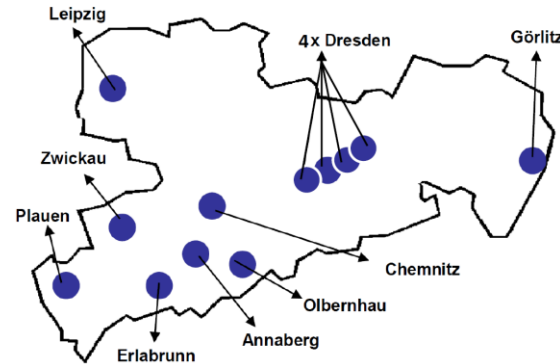 Leipzig
4x Dresden
Görlitz
Zwickau
Plauen
Chemnitz
Olbernhau
Annaberg
Erlabrunn